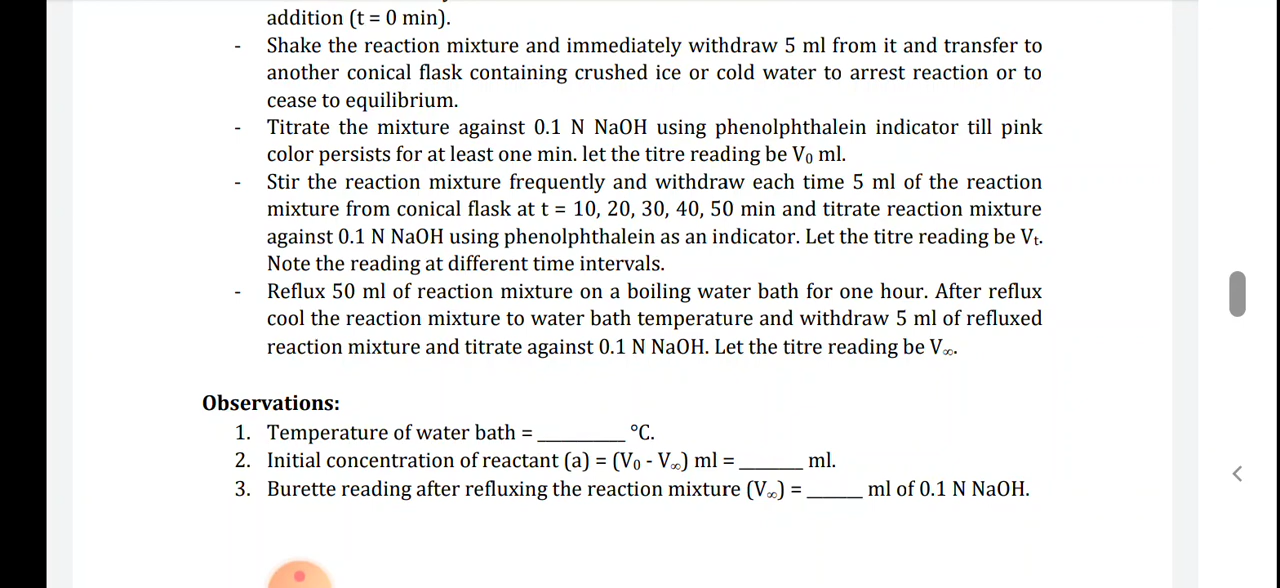 addition (t = 0 min).
- Shake the reaction mixture and immediately withdraw 5 ml from it and transfer to
another conical flask containing crushed ice or cold water to arrest reaction or to
cease to equilibrium.
- Titrate the mixture against 0.1 N NaOH using phenolphthalein indicator till pink
color persists for at least one min. let the titre reading be V₀ ml.
- Stir the reaction mixture frequently and withdraw each time 5 ml of the reaction
mixture from conical flask at t = 10, 20, 30, 40, 50 min and titrate reaction mixture
against 0.1 N NaOH using phenolphthalein as an indicator. Let the titre reading be Vₜ.
Note the reading at different time intervals.
- Reflux 50 ml of reaction mixture on a boiling water bath for one hour. After reflux
cool the reaction mixture to water bath temperature and withdraw 5 ml of refluxed
reaction mixture and titrate against 0.1 N NaOH. Let the titre reading be V∞.
Observations:
1. Temperature of water bath = ________ °C.
2. Initial concentration of reactant (a) = (V₀ - V∞) ml = ______ ml.
3. Burette reading after refluxing the reaction mixture (V∞) = _____ ml of 0.1 N NaOH.